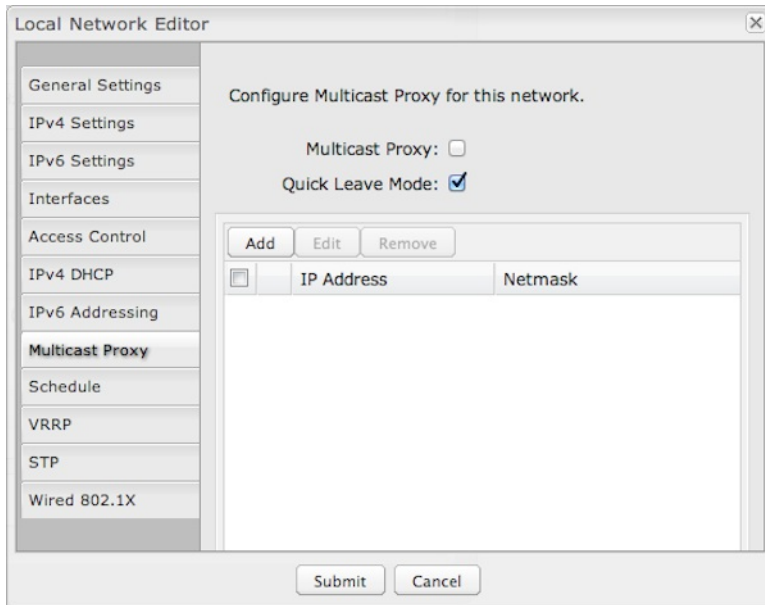 Local Network Editor
General Settings
IPv4 Settings
IPv6 Settings
Interfaces
Access Control
IPv4 DHCP
IPv6 Addressing
Multicast Proxy
Schedule
VRRP
STP
Wired 802.1X
Configure Multicast Proxy for this network.
Multicast Proxy:
Quick Leave Mode:
Add Edit Remove
IP Address Netmask
Submit Cancel